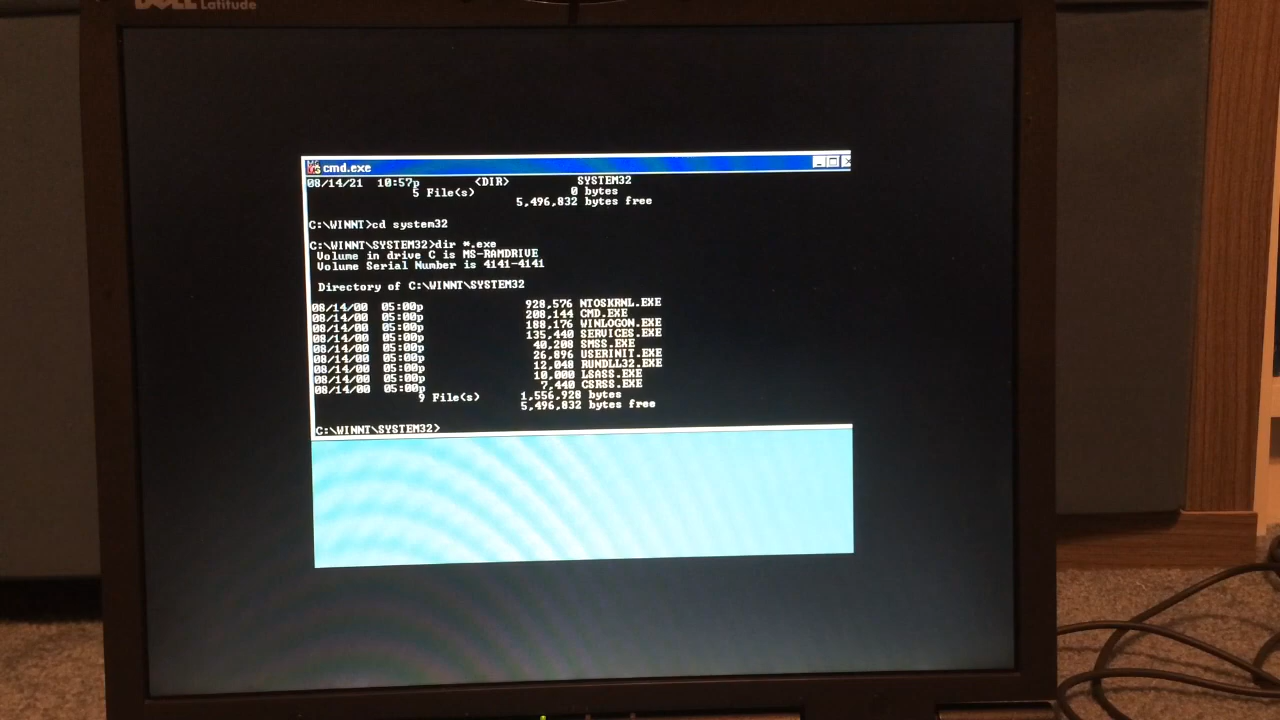 DELL Latitude
cmd.exe
08/14/21 10:57p <DIR> SYSTEM32
5 File(s) 0 bytes
5,496,832 bytes free
C:\WINNT>cd system32
C:\WINNT\SYSTEM32>dir *.exe
Volume in drive C is MS-RAMDRIVE
Volume Serial Number is 4141-4141
Directory of C:\WINNT\SYSTEM32
08/14/00 05:00p 928,576 NTOSKRNL.EXE
08/14/00 05:00p 208,144 CMD.EXE
08/14/00 05:00p 188,176 WINLOGON.EXE
08/14/00 05:00p 135,440 SERVICES.EXE
08/14/00 05:00p 40,208 SMSS.EXE
08/14/00 05:00p 26,896 USERINIT.EXE
08/14/00 05:00p 12,048 RUNDLL32.EXE
08/14/00 05:00p 10,000 LSASS.EXE
08/14/00 05:00p 7,440 CSRSS.EXE
9 File(s) 1,556,928 bytes
5,496,832 bytes free
C:\WINNT\SYSTEM32>